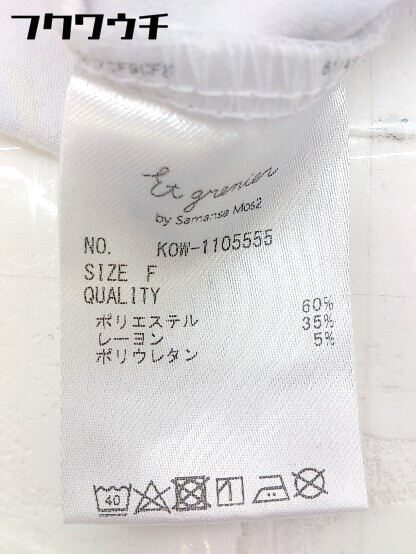 フクワウチ
Et grenier
by Samansa Mos2
NO. KOW-1105555
SIZE F
QUALITY
ポリエステル 60%
レーヨン 35%
ポリウレタン 5%
40